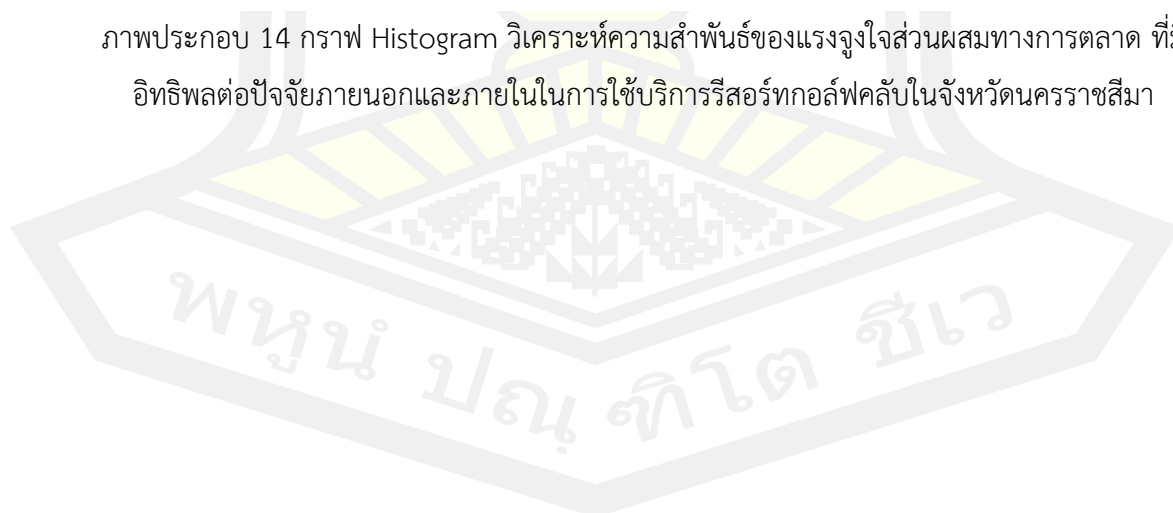 ภาพประกอบ 14 กราฟ Histogram วิเคราะห์ความสำพันธ์ของแรงจูงใจส่วนผสมทางการตลาด
อิทธิพลต่อปัจจัยภายนอกและภายในในการใช้บริการรีสอร์ทกอล์ฟคลับในจังหวัดนครราชสีมา
พหูนํ ปณฺ ฑิโต ชีเว